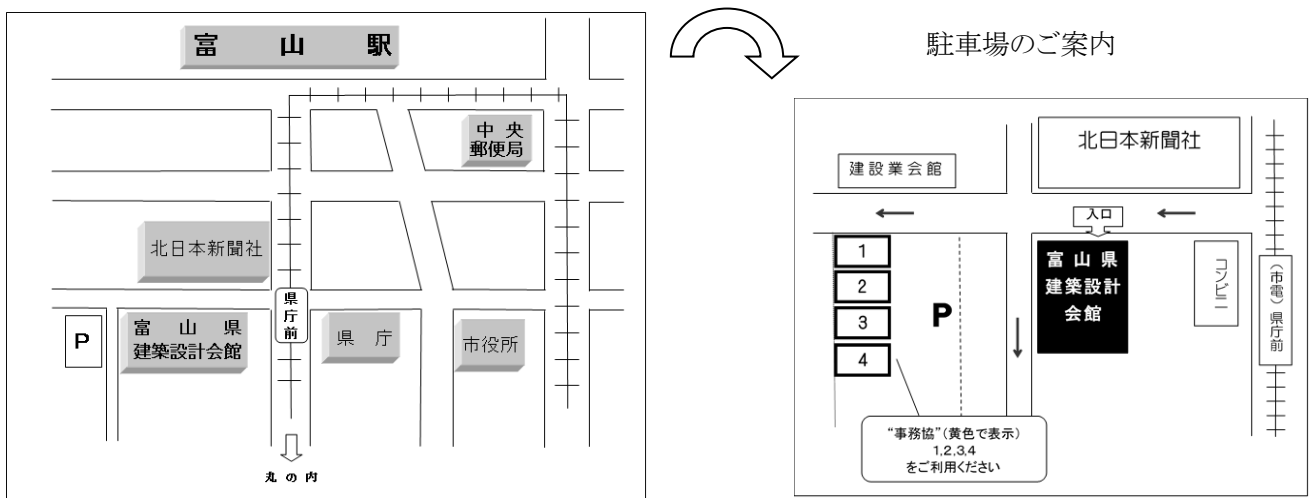 富 山 駅
中 央
郵便局
北日本新聞社
県庁前
P
富 山 県
建築設計会館
県 庁
市役所
丸 の 内
駐車場のご案内
北日本新聞社
建設業会館
入口
1
2
3
4
P
富 山 県
建築設計
会館
コンビニ
（市電）県庁前
“事務協”（黄色で表示）
1,2,3,4
をご利用ください